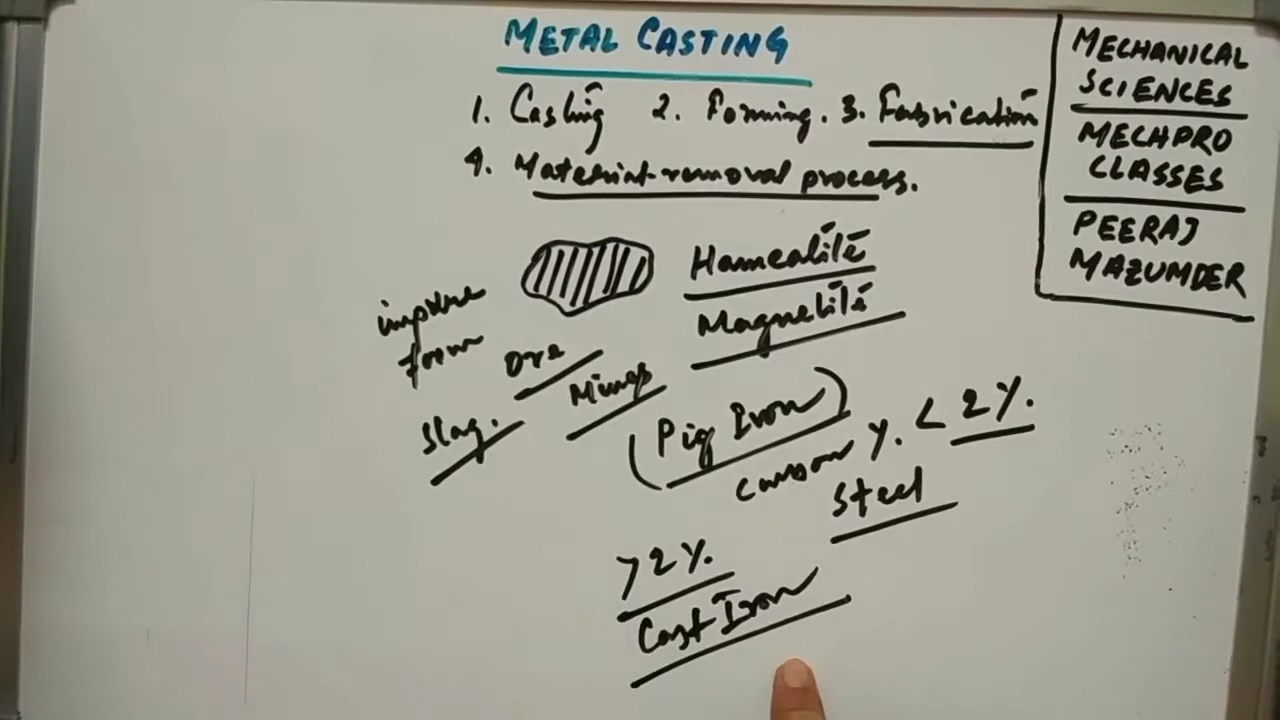 METAL CASTING
1. Casting 2. Forming. 3. Fabrication
4. Material removal process.
Hameatite
Magnetite
impure
form
Ore
Mines
Slag.
(Pig Iron)
carbon %. < 2%.
Steel
>2%.
Cast Iron
MECHANICAL
SCIENCES
MECHPRO
CLASSES
PEERAJ
MAZUMDER